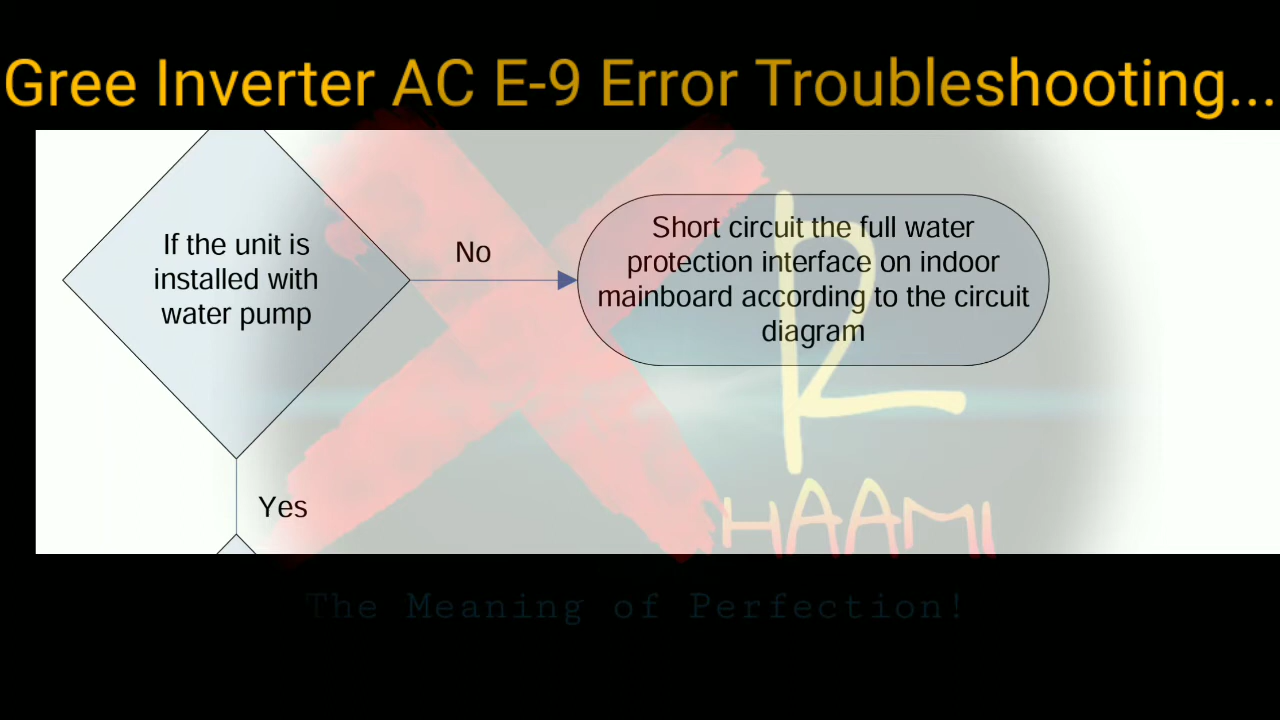 Gree Inverter AC E-9 Error Troubleshooting...
If the unit is
installed with
water pump
No
Short circuit the full water
protection interface on indoor
mainboard according to the circuit
diagram
Yes
R
HAAMI
The Meaning of Perfection!